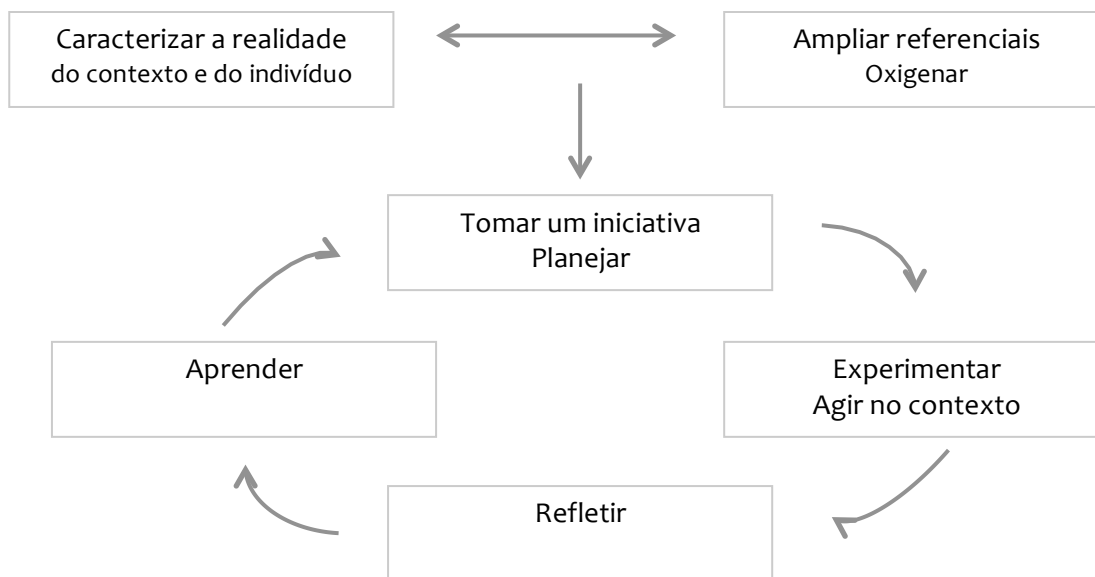 Caracterizar a realidade
do contexto e do indivíduo
Ampliar referenciais
Oxigenar
Tomar um iniciativa
Planejar
Aprender
Experimentar
Agir no contexto
Refletir